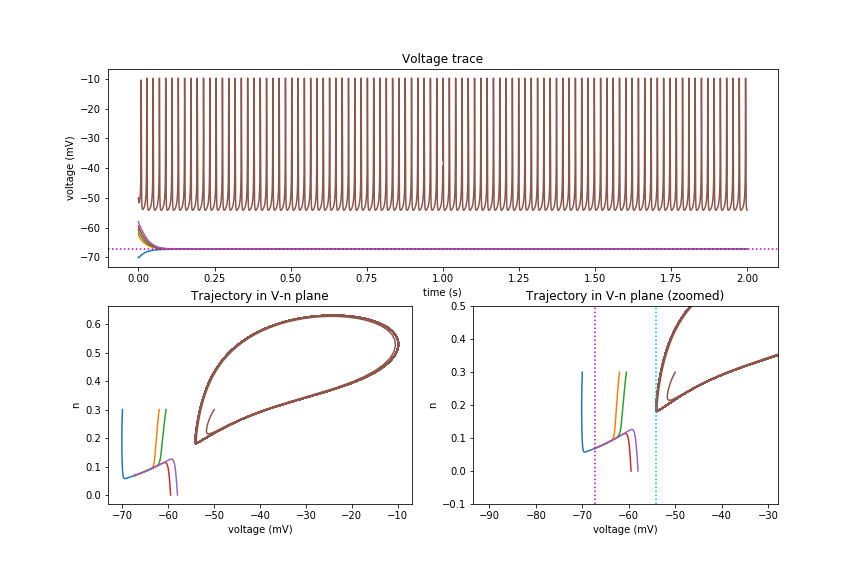 Voltage trace
voltage (mV)
−10
−20
−30
−40
−50
−60
−70
0.00 0.25 0.50 0.75 1.00 1.25 1.50 1.75 2.00
time (s)
Trajectory in V-n plane
n
0.6
0.5
0.4
0.3
0.2
0.1
0.0
−70 −60 −50 −40 −30 −20 −10
voltage (mV)
Trajectory in V-n plane (zoomed)
n
0.5
0.4
0.3
0.2
0.1
0.0
−0.1
−90 −80 −70 −60 −50 −40 −30
voltage (mV)